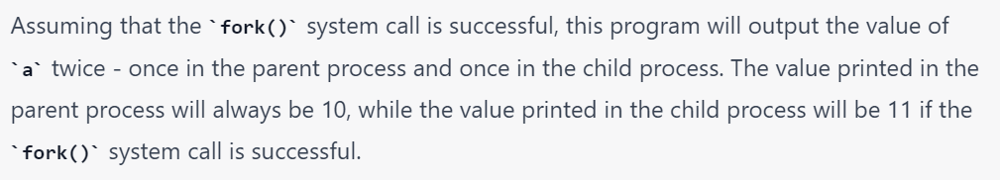 Assuming that the `fork()` system call is successful, this program will output the value of
`a` twice - once in the parent process and once in the child process. The value printed in the
parent process will always be 10, while the value printed in the child process will be 11 if the
`fork()` system call is successful.